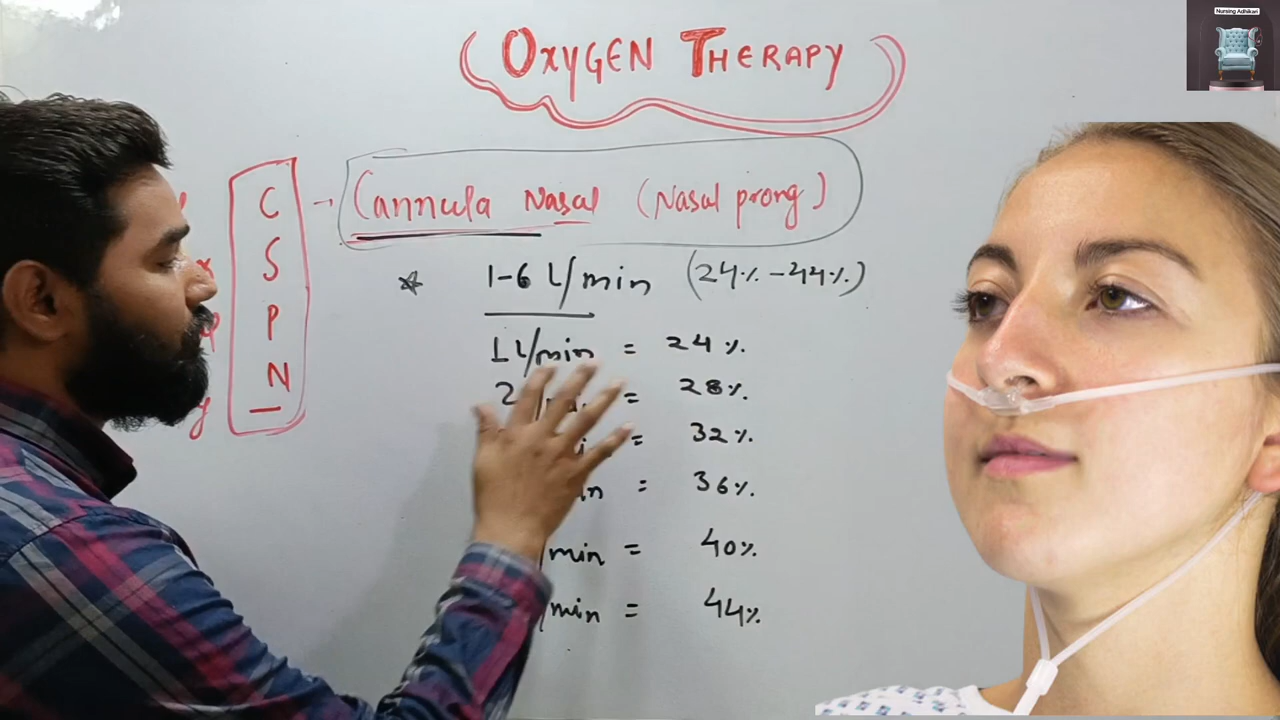 Nursing Adhikari
OXYGEN THERAPY
C
S
P
N
Cannula Nasal (Nasal prong)
1-6 L/min (24% - 44%)
1 L/min = 24%
2 = 28%
= 32%
= 36%
min = 40%
min = 44%